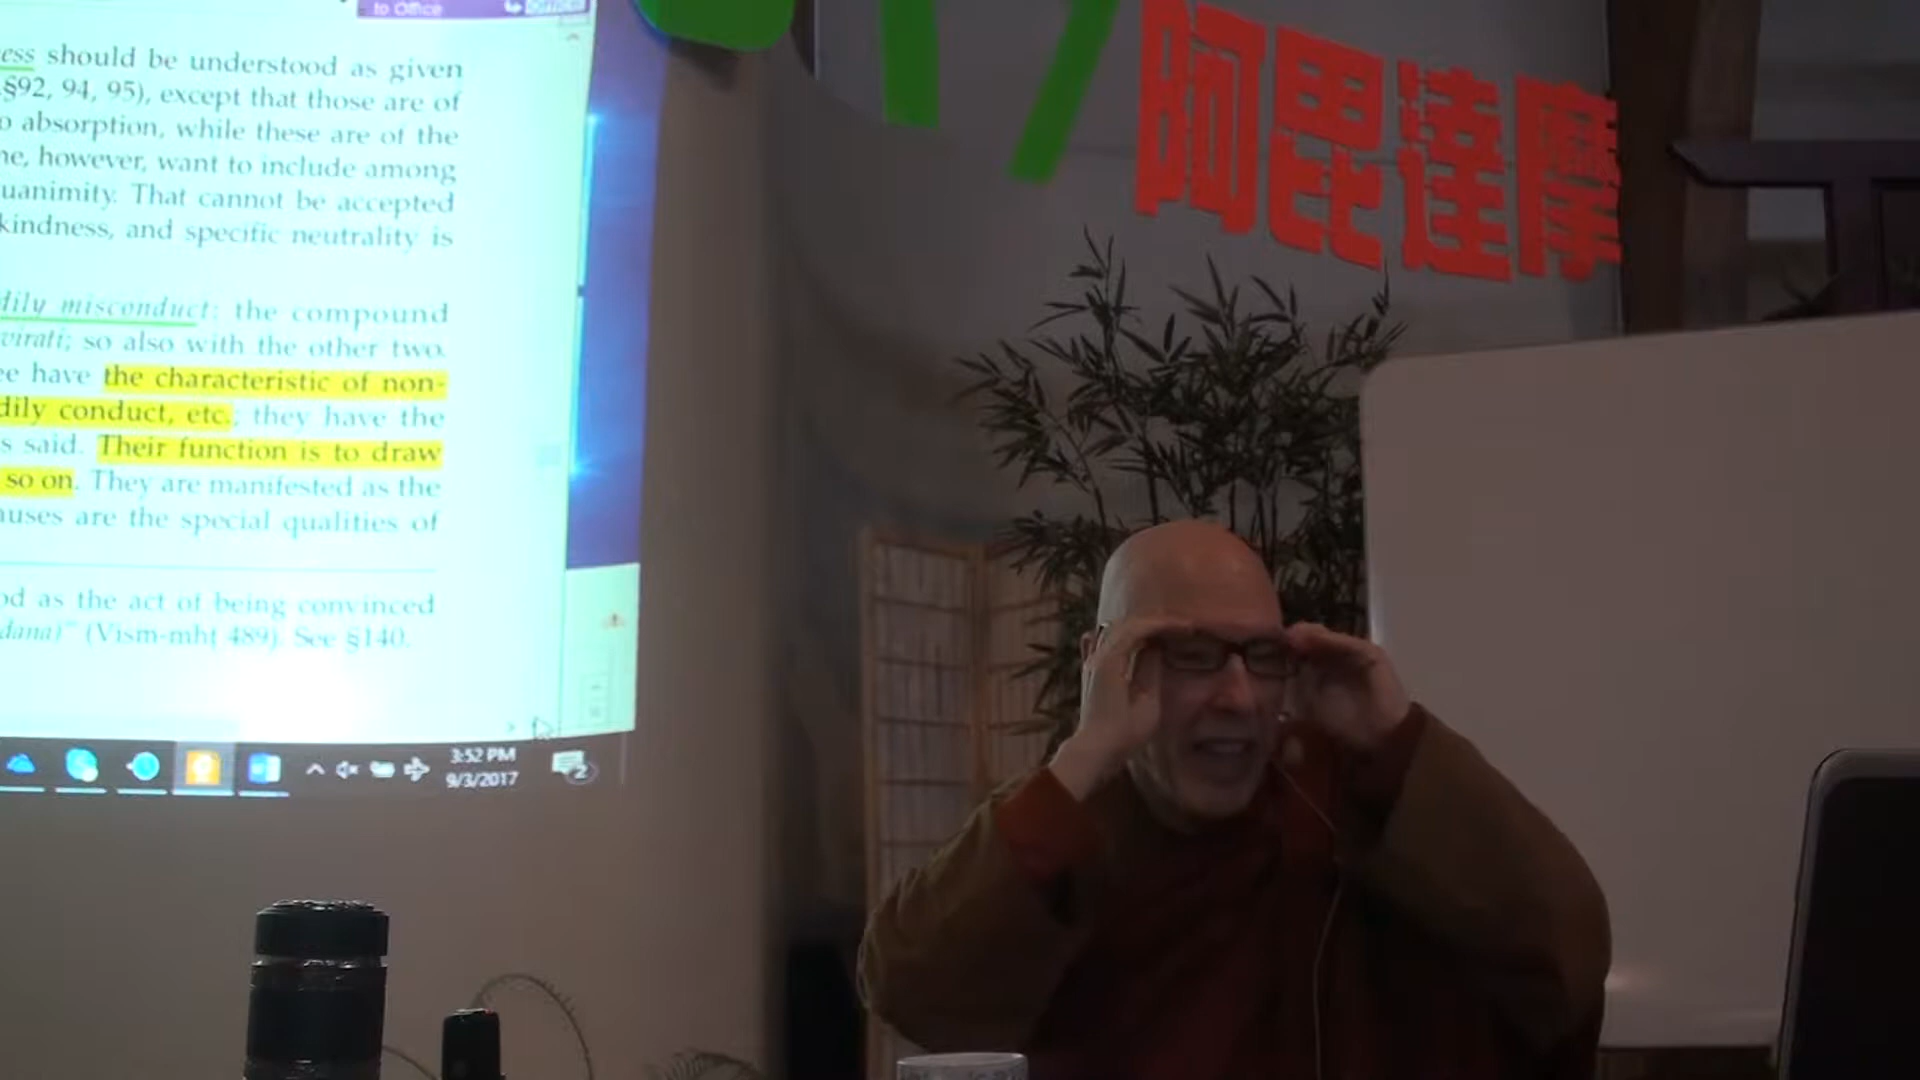 to Office
ess should be understood as given
§92, 94, 95), except that those are of
o absorption, while these are of the
ne, however, want to include among
uanimity. That cannot be accepted
kindness, and specific neutrality is
dily misconduct: the compound
virati; so also with the other two.
ee have the characteristic of non-
dily conduct, etc.; they have the
s said. Their function is to draw
so on. They are manifested as the
auses are the special qualities of
od as the act of being convinced
dana)" (Vism-mhṭ 489). See §140.
3:52 PM
9/3/2017
2
阿毘達摩